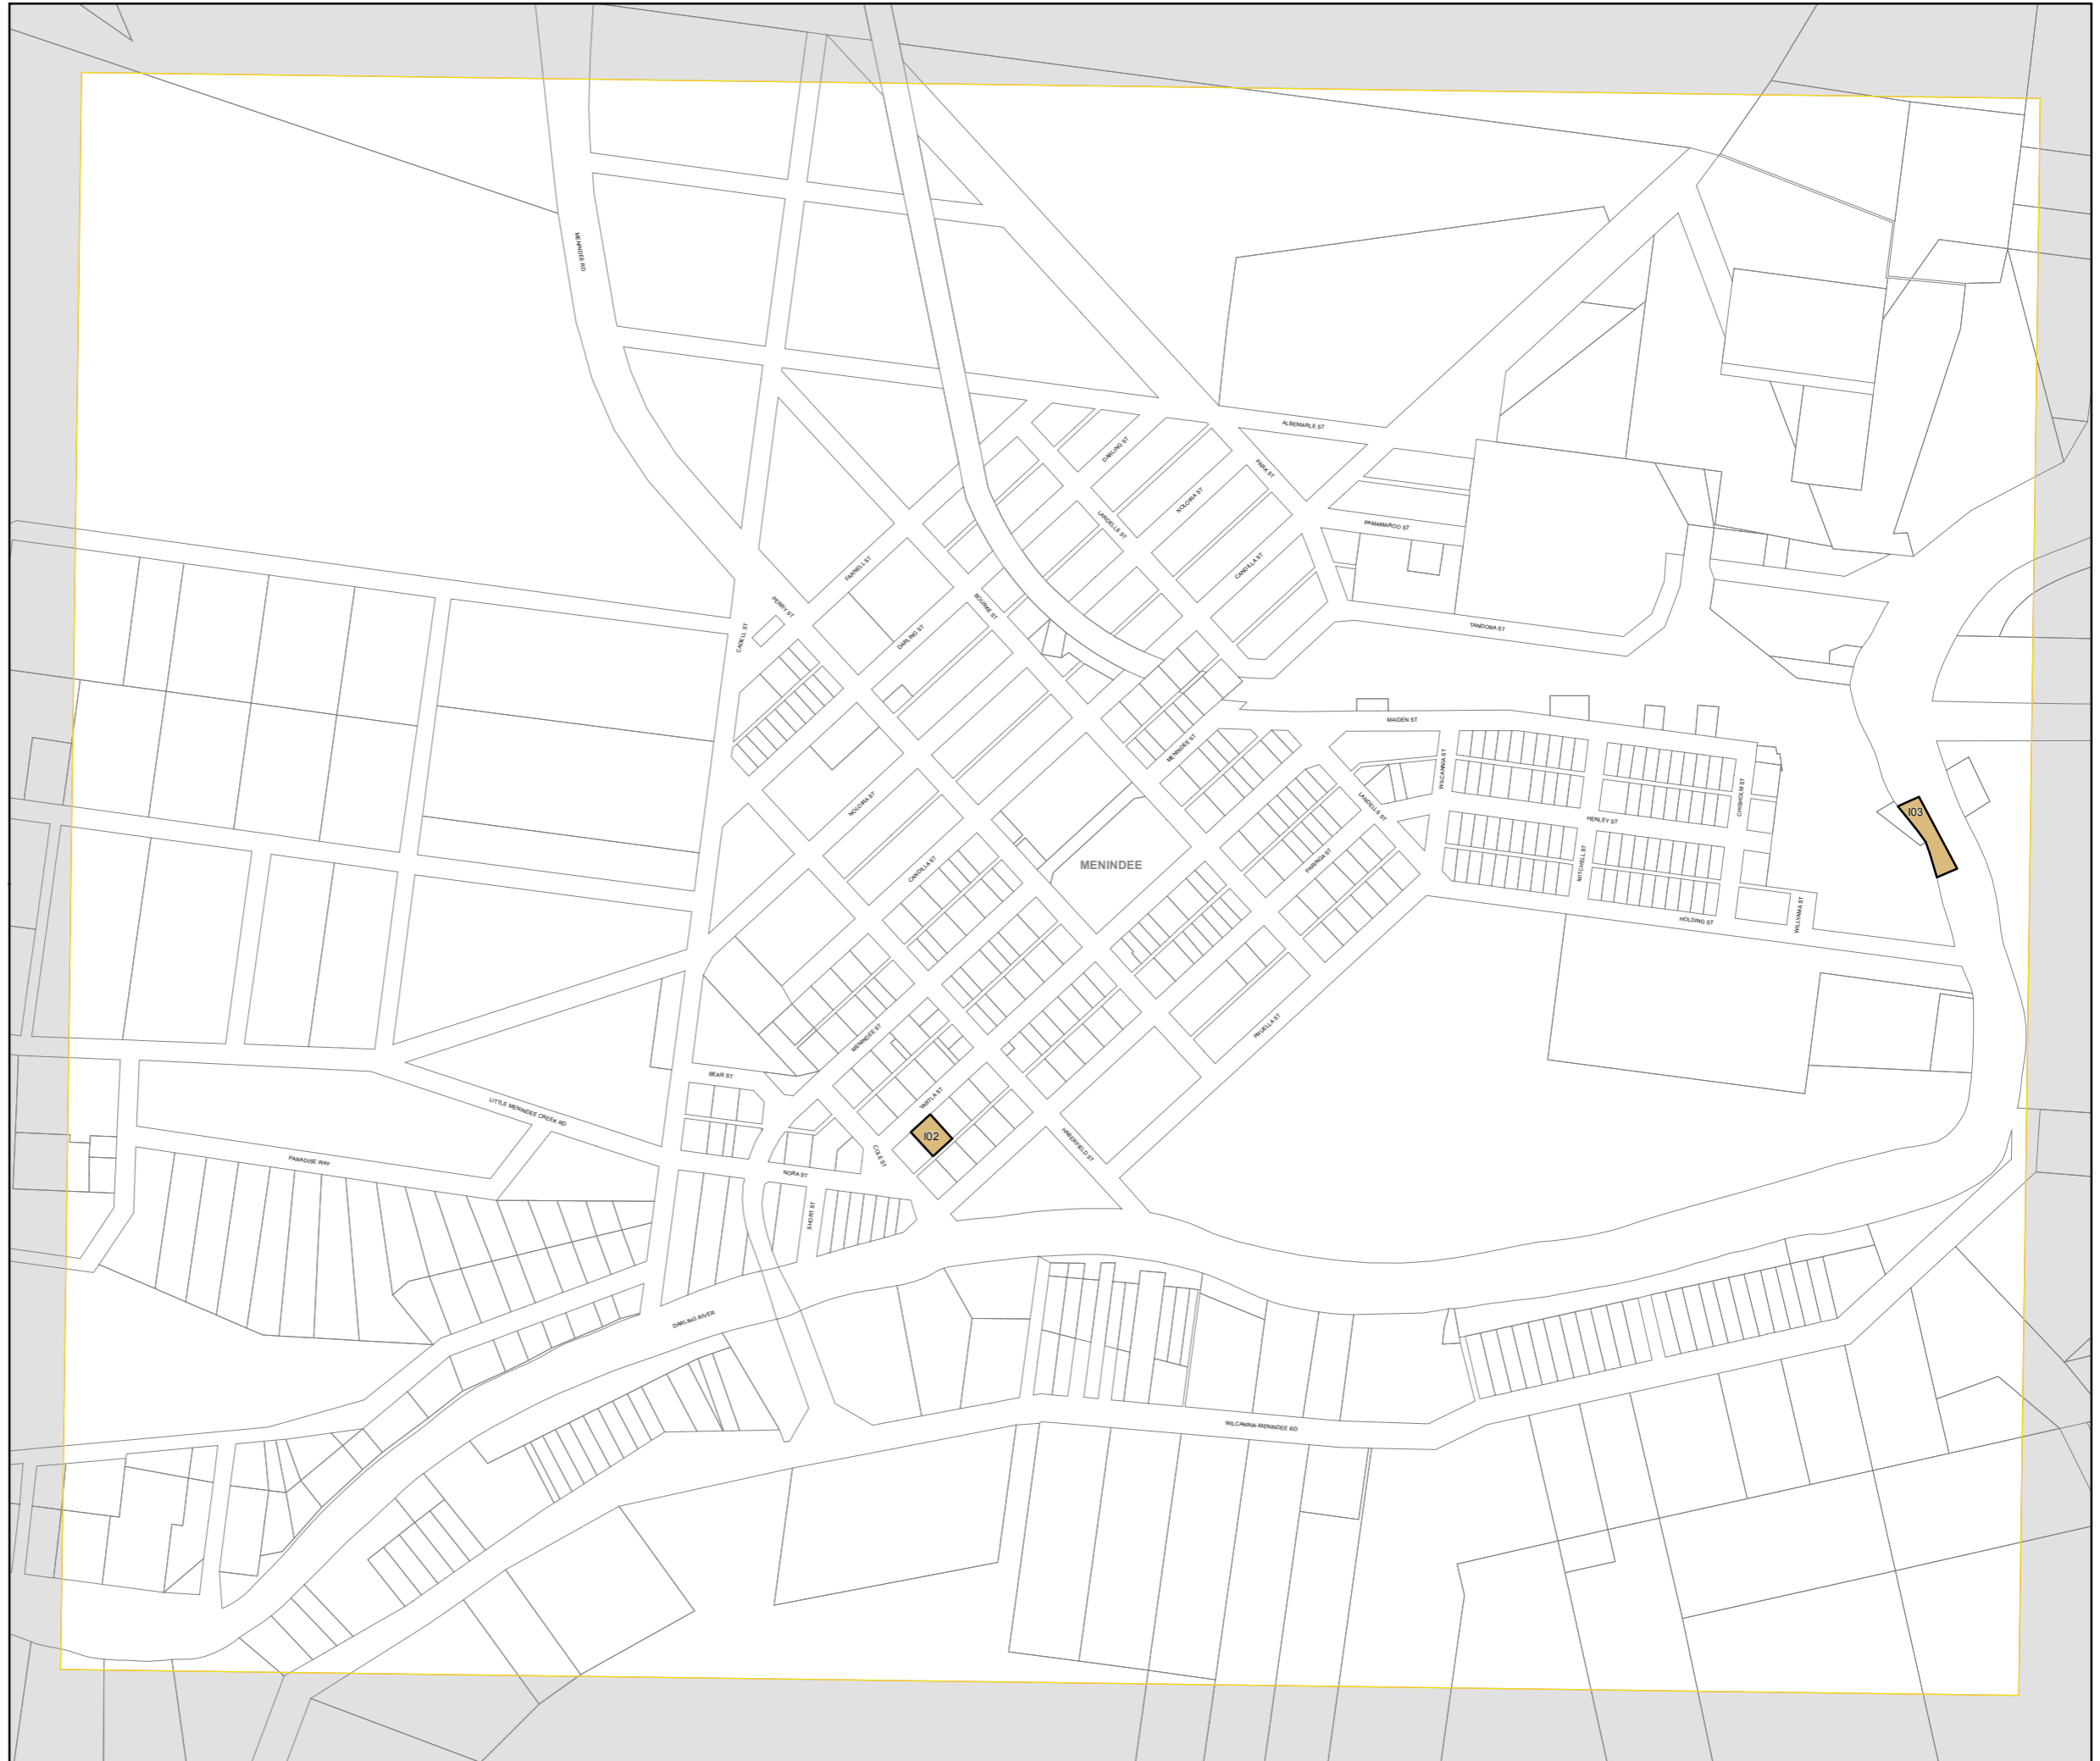 MENINDEE RD
ALBEMARLE ST
DARLING ST
PARK ST
NOLOIRA ST
LANDELLS ST
PAMAMAROO ST
CANDILLA ST
FARNELL ST
PERRY ST
BOURKE ST
CADELL ST
DARLING ST
TANDORA ST
MAIDEN ST
MENINDEE ST
WILCANNIA ST
CHISHOLM ST
NOLOIRA ST
LANDELLS ST
I03
HENLEY ST
CANDILLA ST
MENINDEE
PARINGA ST
MITCHELL ST
HOLDING ST
WILLYAMA ST
PRUELLA ST
MENINDEE ST
BEAR ST
YARTLA ST
LITTLE MENINDEE CREEK RD
I02
HABERFIELD ST
COLE ST
PARADISE WAY
NORA ST
SHORT ST
DARLING RIVER
WILCANNIA-MENINDEE RD